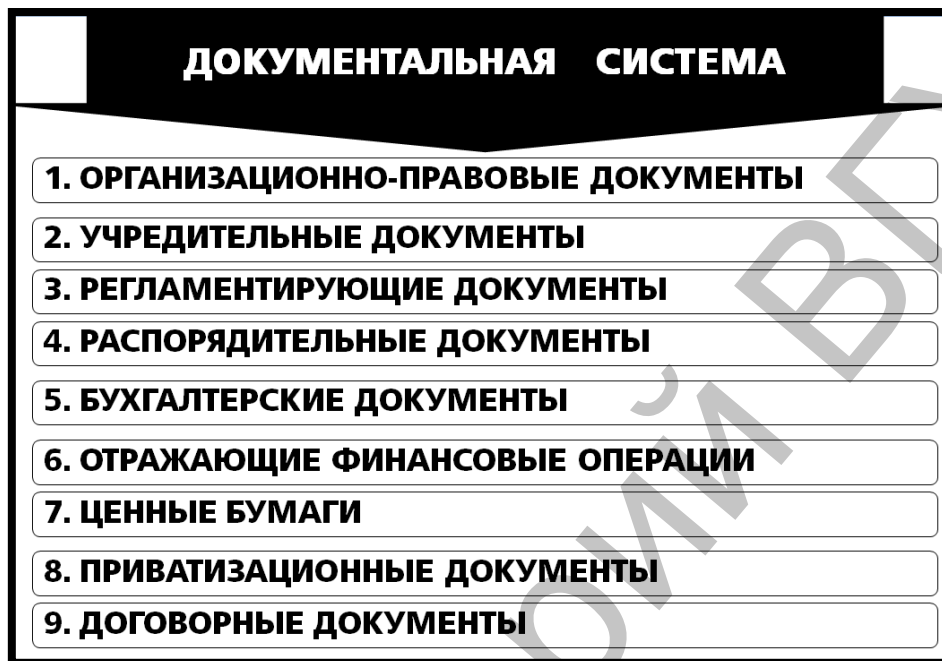 ДОКУМЕНТАЛЬНАЯ СИСТЕМА
1. ОРГАНИЗАЦИОННО-ПРАВОВЫЕ ДОКУМЕНТЫ
2. УЧРЕДИТЕЛЬНЫЕ ДОКУМЕНТЫ
3. РЕГЛАМЕНТИРУЮЩИЕ ДОКУМЕНТЫ
4. РАСПОРЯДИТЕЛЬНЫЕ ДОКУМЕНТЫ
5. БУХГАЛТЕРСКИЕ ДОКУМЕНТЫ
6. ОТРАЖАЮЩИЕ ФИНАНСОВЫЕ ОПЕРАЦИИ
7. ЦЕННЫЕ БУМАГИ
8. ПРИВАТИЗАЦИОННЫЕ ДОКУМЕНТЫ
9. ДОГОВОРНЫЕ ДОКУМЕНТЫ